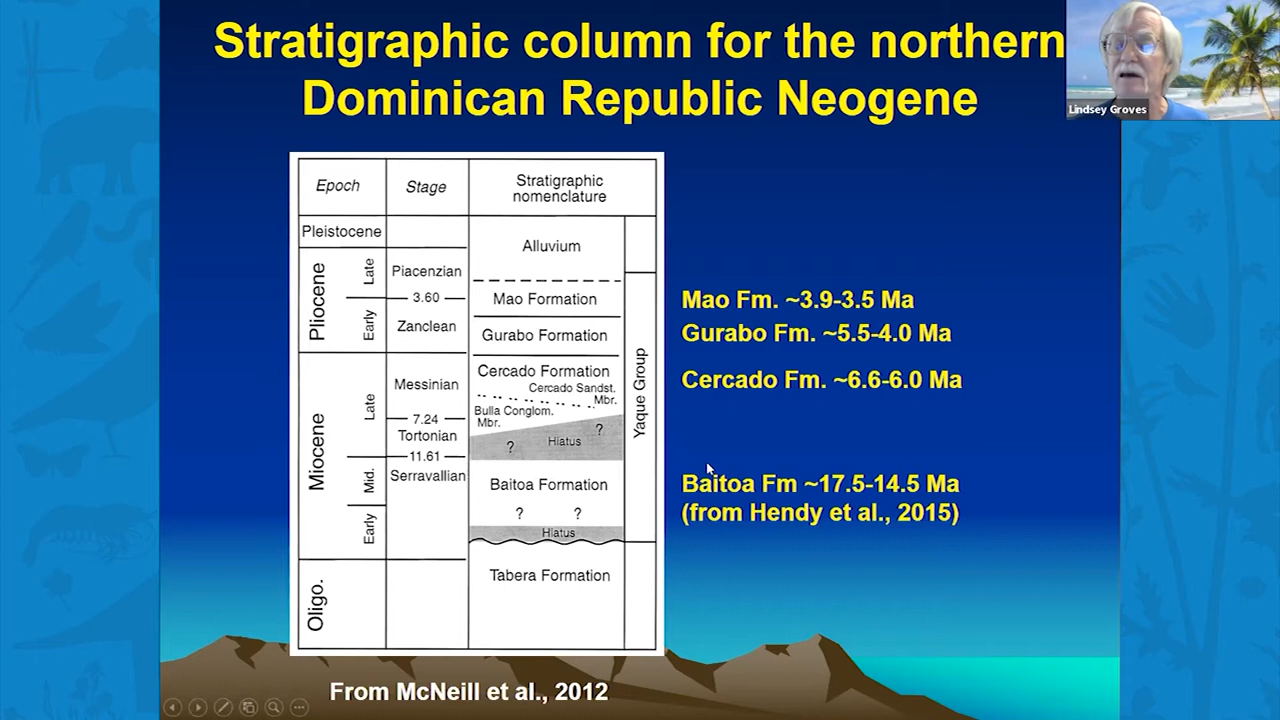 Stratigraphic column for the northern
Dominican Republic Neogene
Lindsey Groves
Epoch
Stage
Stratigraphic
nomenclature
Pleistocene
Alluvium
Pliocene
Late
Piacenzian
3.60
Mao Formation
Mao Fm. ~3.9-3.5 Ma
Early
Zanclean
Gurabo Formation
Gurabo Fm. ~5.5-4.0 Ma
Miocene
Late
Messinian
Cercado Formation
Cercado Sandst.
Mbr.
Cercado Fm. ~6.6-6.0 Ma
Bulla Conglom.
Mbr.
7.24
Tortonian
?
Hiatus
?
Yaque Group
11.61
Mid.
Serravallian
Baitoa Formation
Baitoa Fm ~17.5-14.5 Ma
(from Hendy et al., 2015)
Early
? ?
Hiatus
Oligo.
Tabera Formation
From McNeill et al., 2012